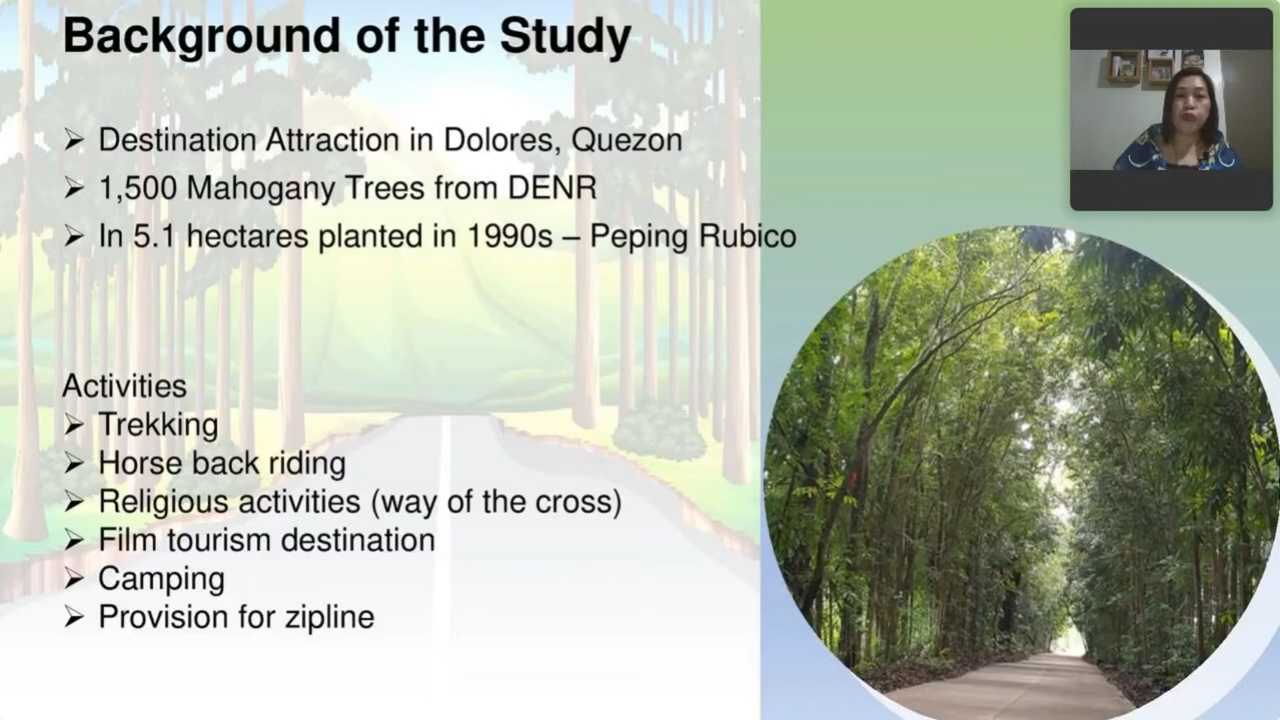 Background of the Study
➢ Destination Attraction in Dolores, Quezon
➢ 1,500 Mahogany Trees from DENR
➢ In 5.1 hectares planted in 1990s – Peping Rubico
Activities
➢ Trekking
➢ Horse back riding
➢ Religious activities (way of the cross)
➢ Film tourism destination
➢ Camping
➢ Provision for zipline